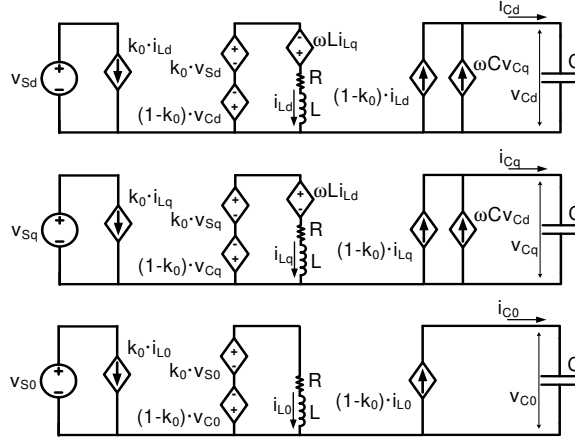 i_Cd
k_0·i_Ld
ωLi_Lq
v_Sd
k_0·v_Sd
R
ωCv_Cq
C
i_Ld
L
v_Cd
(1-k_0)·v_Cd
(1-k_0)·i_Ld
i_Cq
k_0·i_Lq
ωLi_Ld
v_Sq
k_0·v_Sq
R
ωCv_Cd
C
i_Lq
L
v_Cq
(1-k_0)·v_Cq
(1-k_0)·i_Lq
i_C0
k_0·i_L0
v_S0
k_0·v_S0
R
C
v_C0
(1-k_0)·v_C0
i_L0
L
(1-k_0)·i_L0